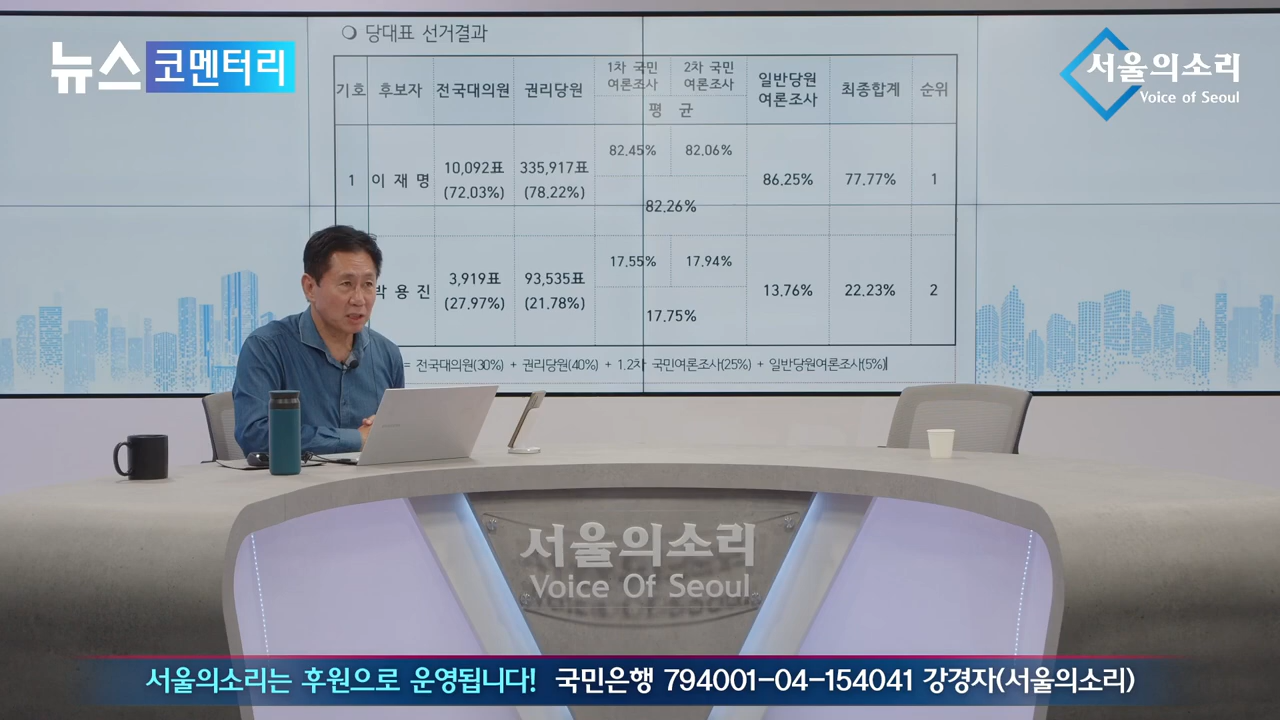 뉴스 코멘터리
서울의소리
Voice of Seoul
❍ 당대표 선거결과
기호 후보자 전국대의원 권리당원 1차 국민 여론조사 2차 국민 여론조사 평 균 일반당원 여론조사 최종합계 순위
1 이 재 명 10,092표 (72.03%) 335,917표 (78.22%) 82.45% 82.06% 82.26% 86.25% 77.77% 1
박 용 진 3,919표 (27.97%) 93,535표 (21.78%) 17.55% 17.94% 17.75% 13.76% 22.23% 2
= 전국대의원(30%) + 권리당원(40%) + 1.2차 국민여론조사(25%) + 일반당원여론조사(5%)
서울의소리
Voice Of Seoul
서울의소리는 후원으로 운영됩니다! 국민은행 794001-04-154041 강경자(서울의소리)